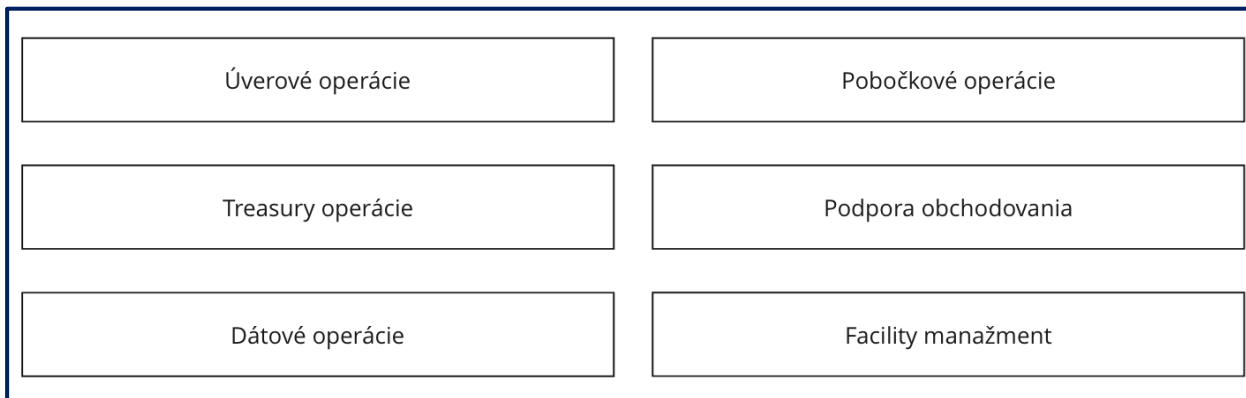 Úverové operácie
Pobočkové operácie
Treasury operácie
Podpora obchodovania
Dátové operácie
Facility manažment